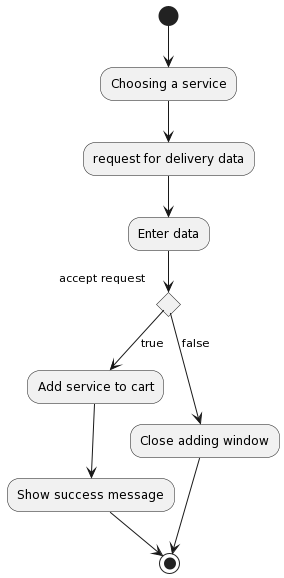 Choosing a service
request for delivery data
Enter data
accept request
true
false
Add service to cart
Close adding window
Show success message